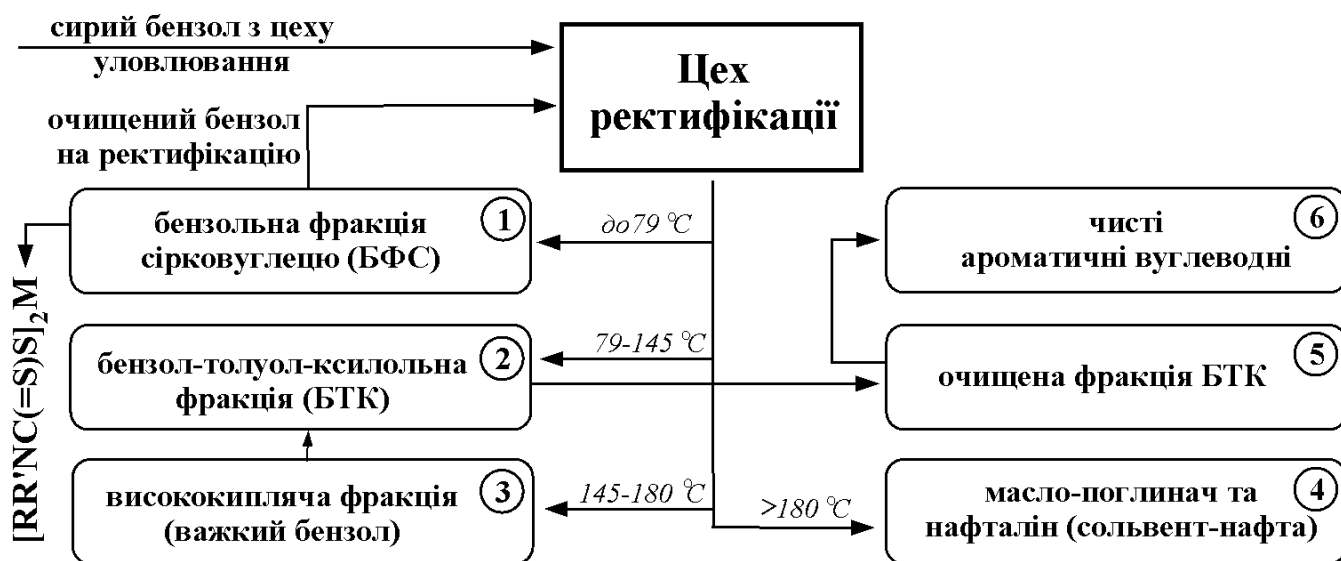 сирий бензол з цеху
уловлювання
Цех
ректифікації
очищений бензол
на ректифікацію
бензольна фракція
сірковуглецю (БФС)
1
до 79 °C
чисті
ароматичні вуглеводні
6
[RR'NC(=S)S]2M
бензол-толуол-ксилольна
фракція (БТК)
2
79-145 °C
очищена фракція БТК
5
висококипляча фракція
(важкий бензол)
3
145-180 °C
>180 °C
масло-поглинач та
нафталін (сольвент-нафта)
4